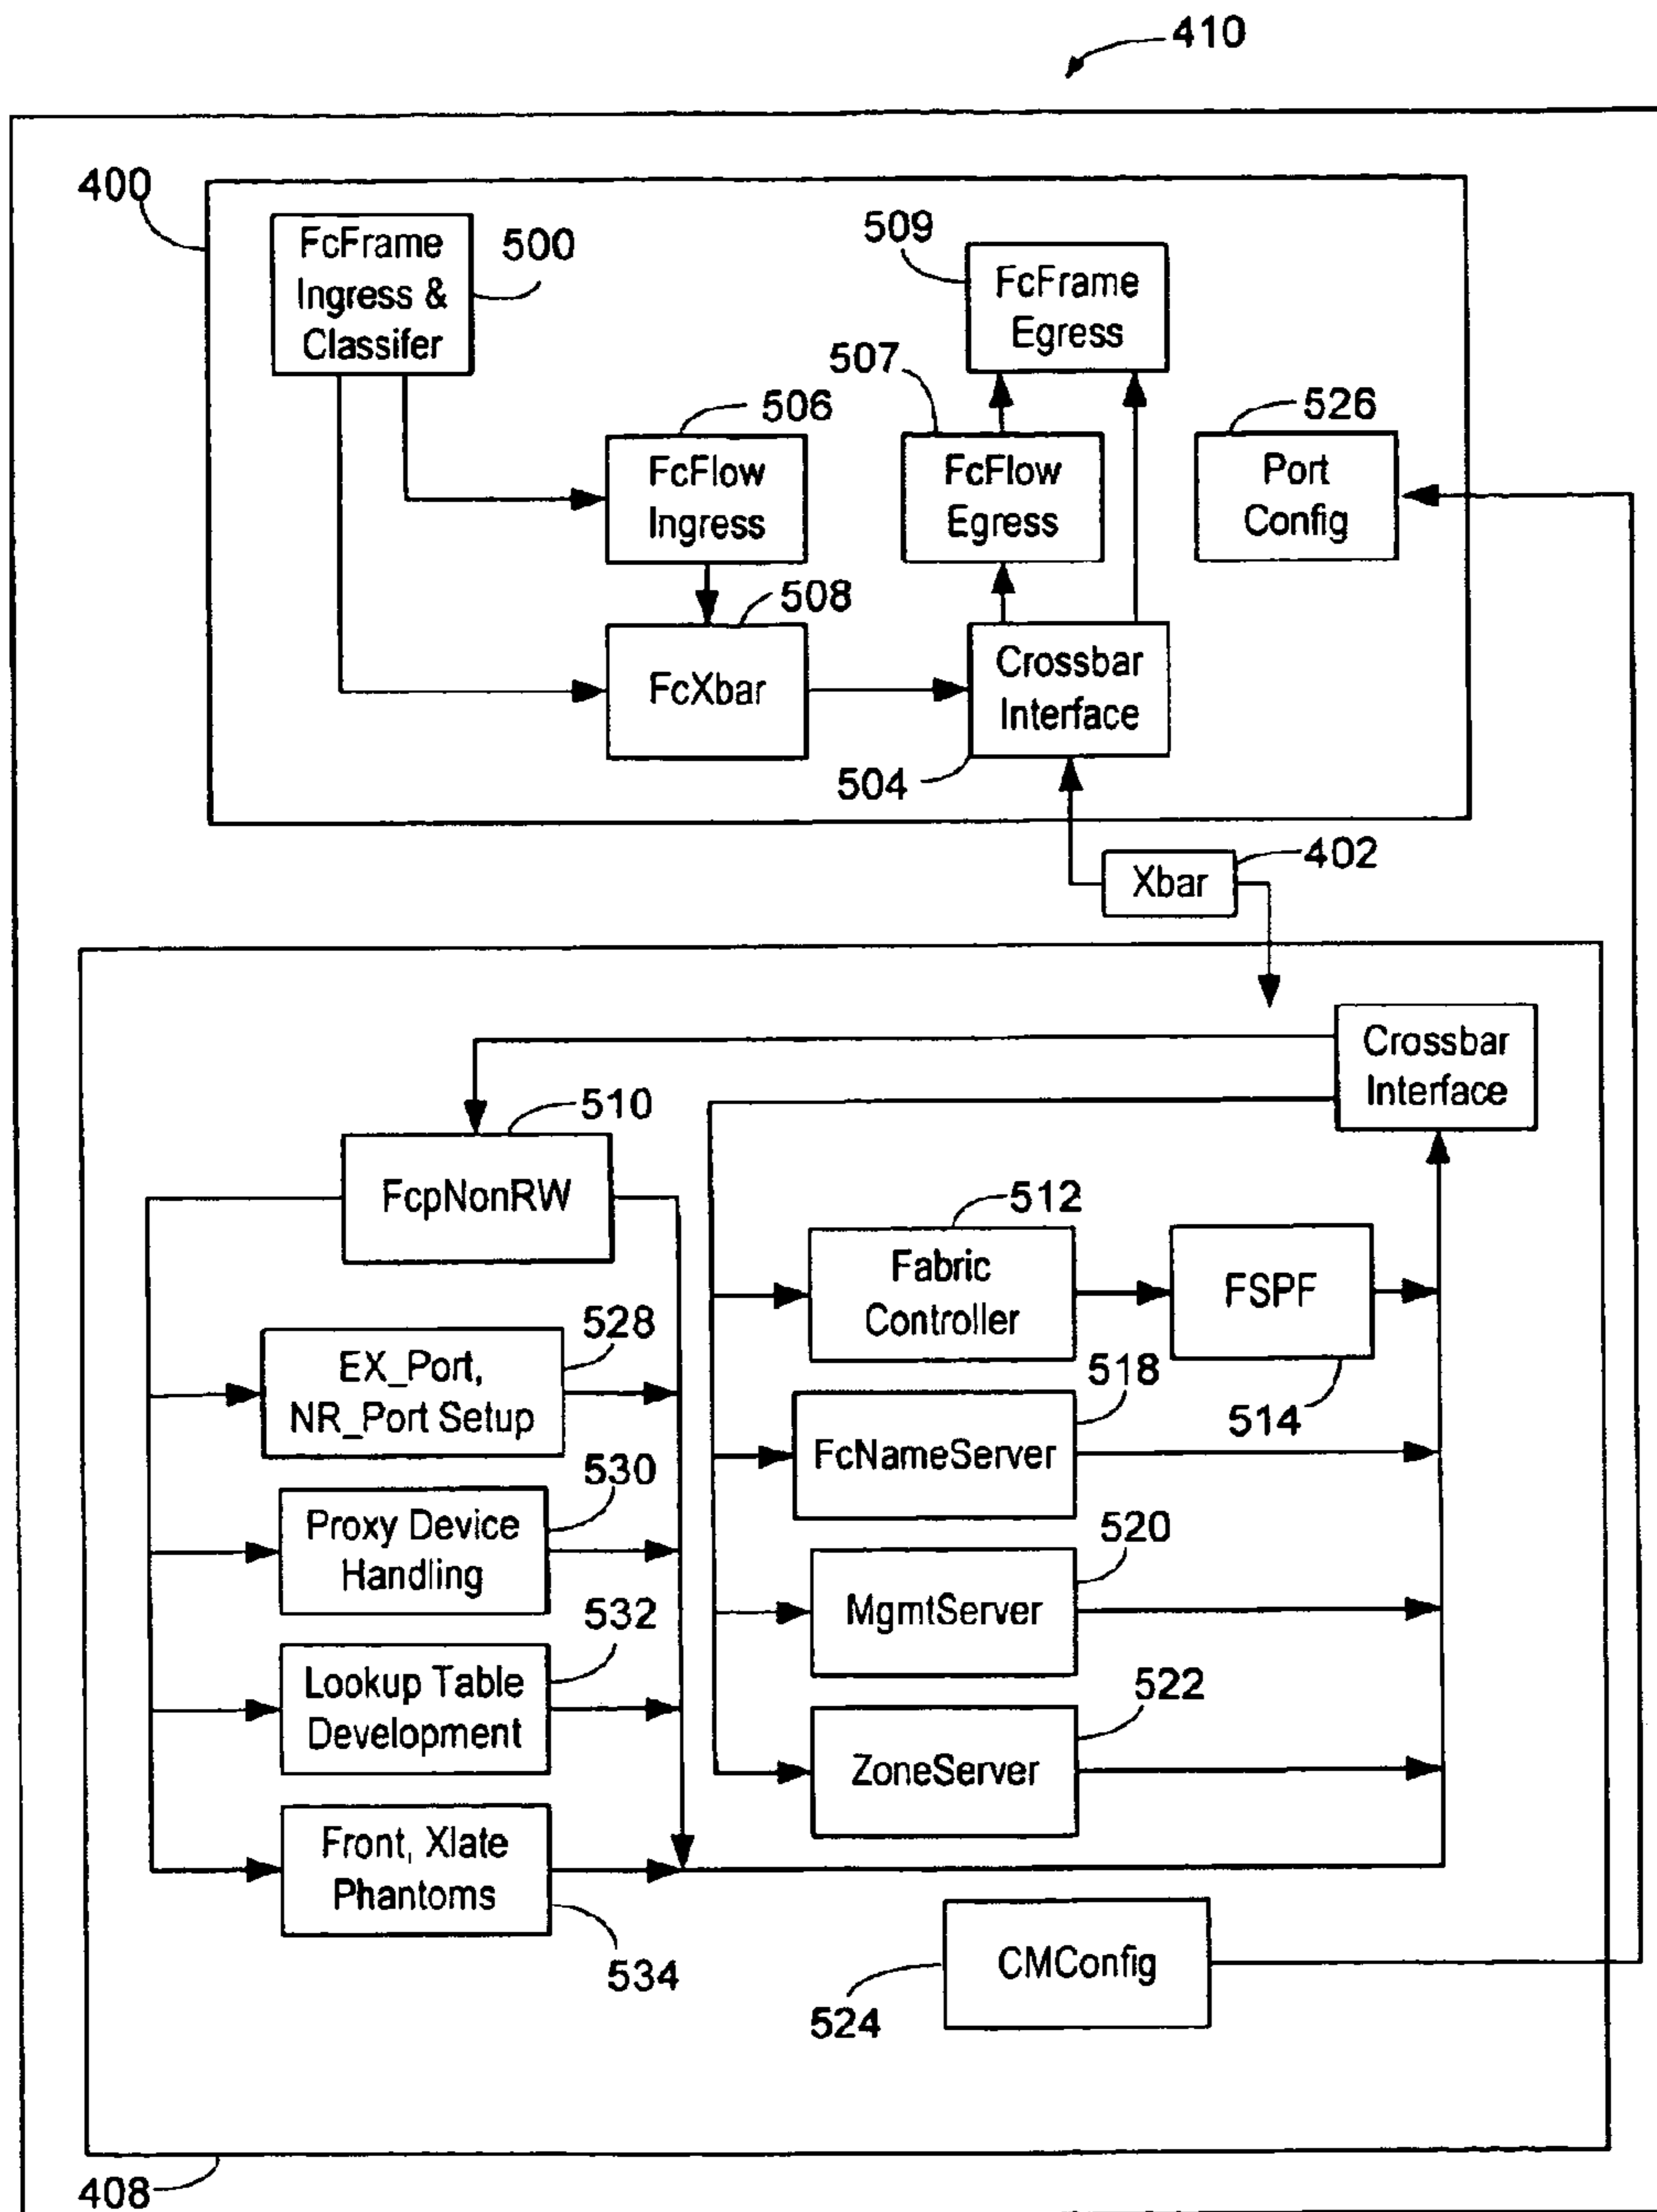 410
400
FcFrame
Ingress &
Classifer
500
509
FcFrame
Egress
507
506
526
FcFlow
Ingress
FcFlow
Egress
Port
Config
508
FcXbar
Crossbar
Interface
504
402
Xbar
Crossbar
Interface
510
FcpNonRW
512
Fabric
Controller
FSPF
528
EX_Port,
NR_Port Setup
518
514
FcNameServer
530
Proxy Device
Handling
520
MgmtServer
532
Lookup Table
Development
522
ZoneServer
Front, Xlate
Phantoms
534
CMConfig
524
408